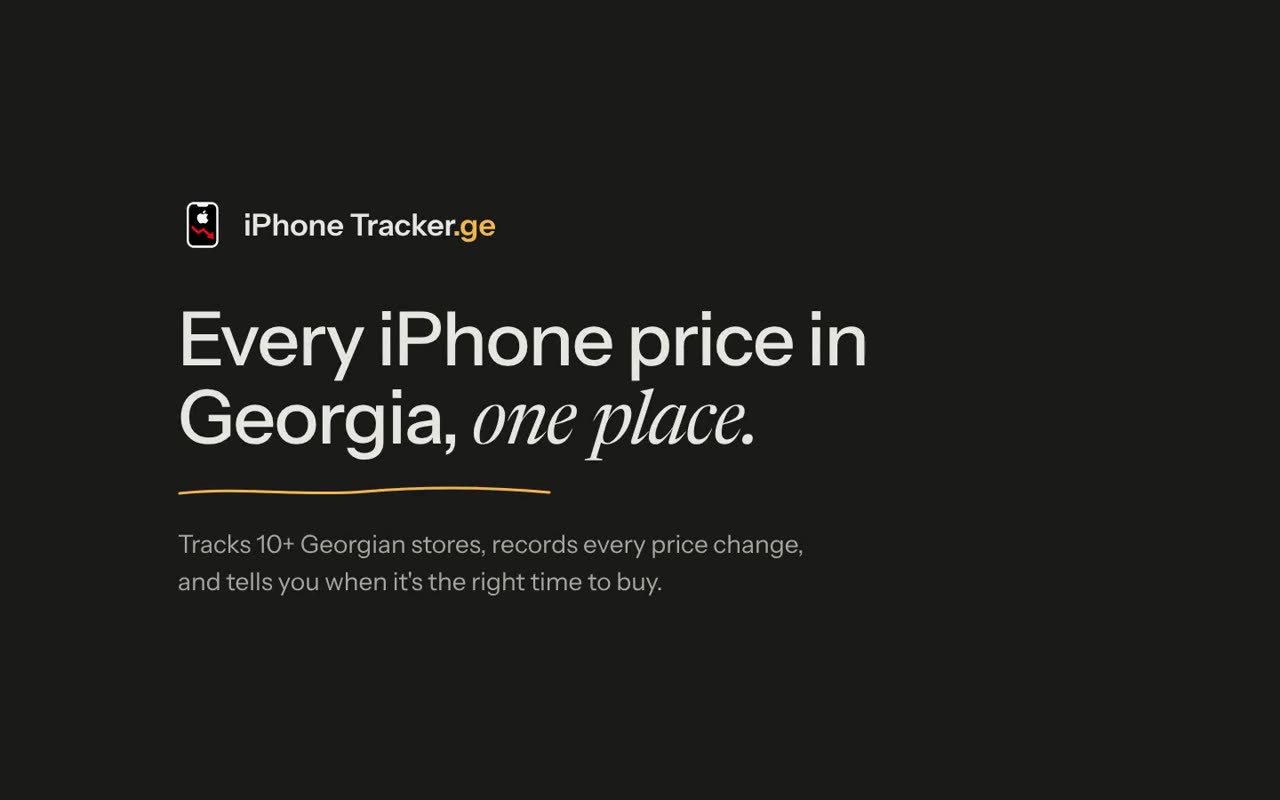 iPhone Tracker.ge
Every iPhone price in
Georgia, one place.
Tracks 10+ Georgian stores, records every price change,
and tells you when it's the right time to buy.